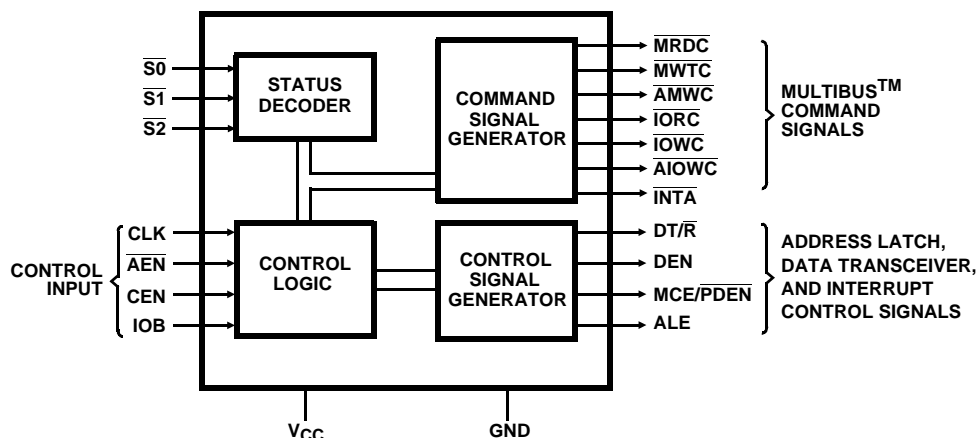 S0
S1
S2
STATUS
DECODER
COMMAND
SIGNAL
GENERATOR
MRDC
MWTC
AMWC
IORC
IOWC
AIOWC
INTA
MULTIBUS™
COMMAND
SIGNALS
CONTROL
INPUT
CLK
AEN
CEN
IOB
CONTROL
LOGIC
CONTROL
SIGNAL
GENERATOR
DT/R
DEN
MCE/PDEN
ALE
ADDRESS LATCH,
DATA TRANSCEIVER,
AND INTERRUPT
CONTROL SIGNALS
VCC
GND